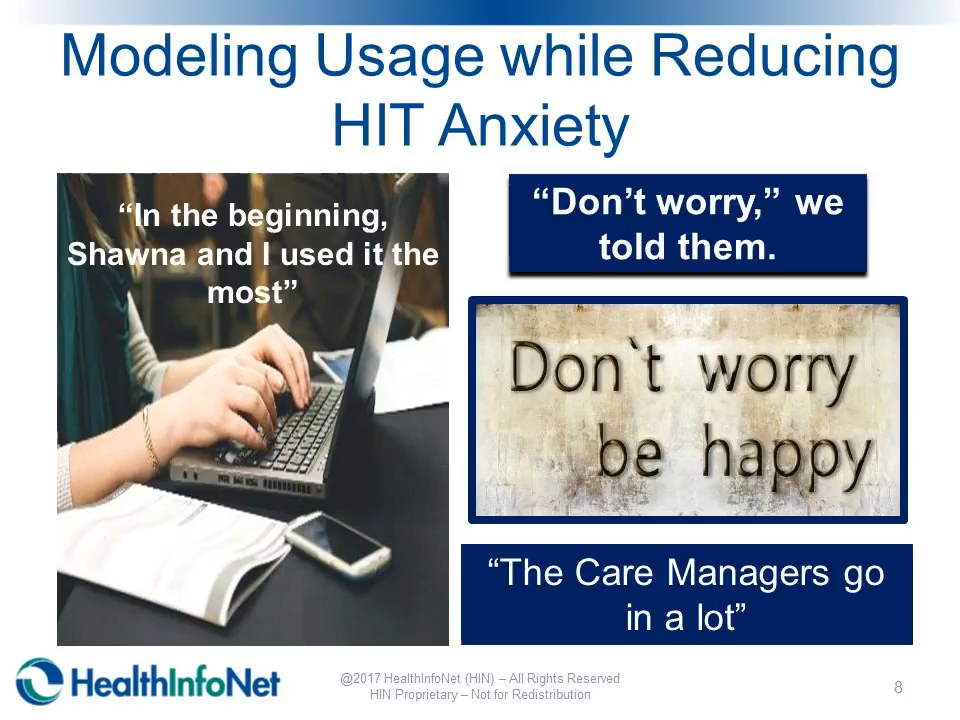 Modeling Usage while Reducing
HIT Anxiety
“In the beginning,
Shawna and I used it the
most”
“Don’t worry,” we
told them.
Don`t worry
be happy
“The Care Managers go
in a lot”
HealthInfoNet
@2017 HealthInfoNet (HIN) – All Rights Reserved
HIN Proprietary – Not for Redistribution
8